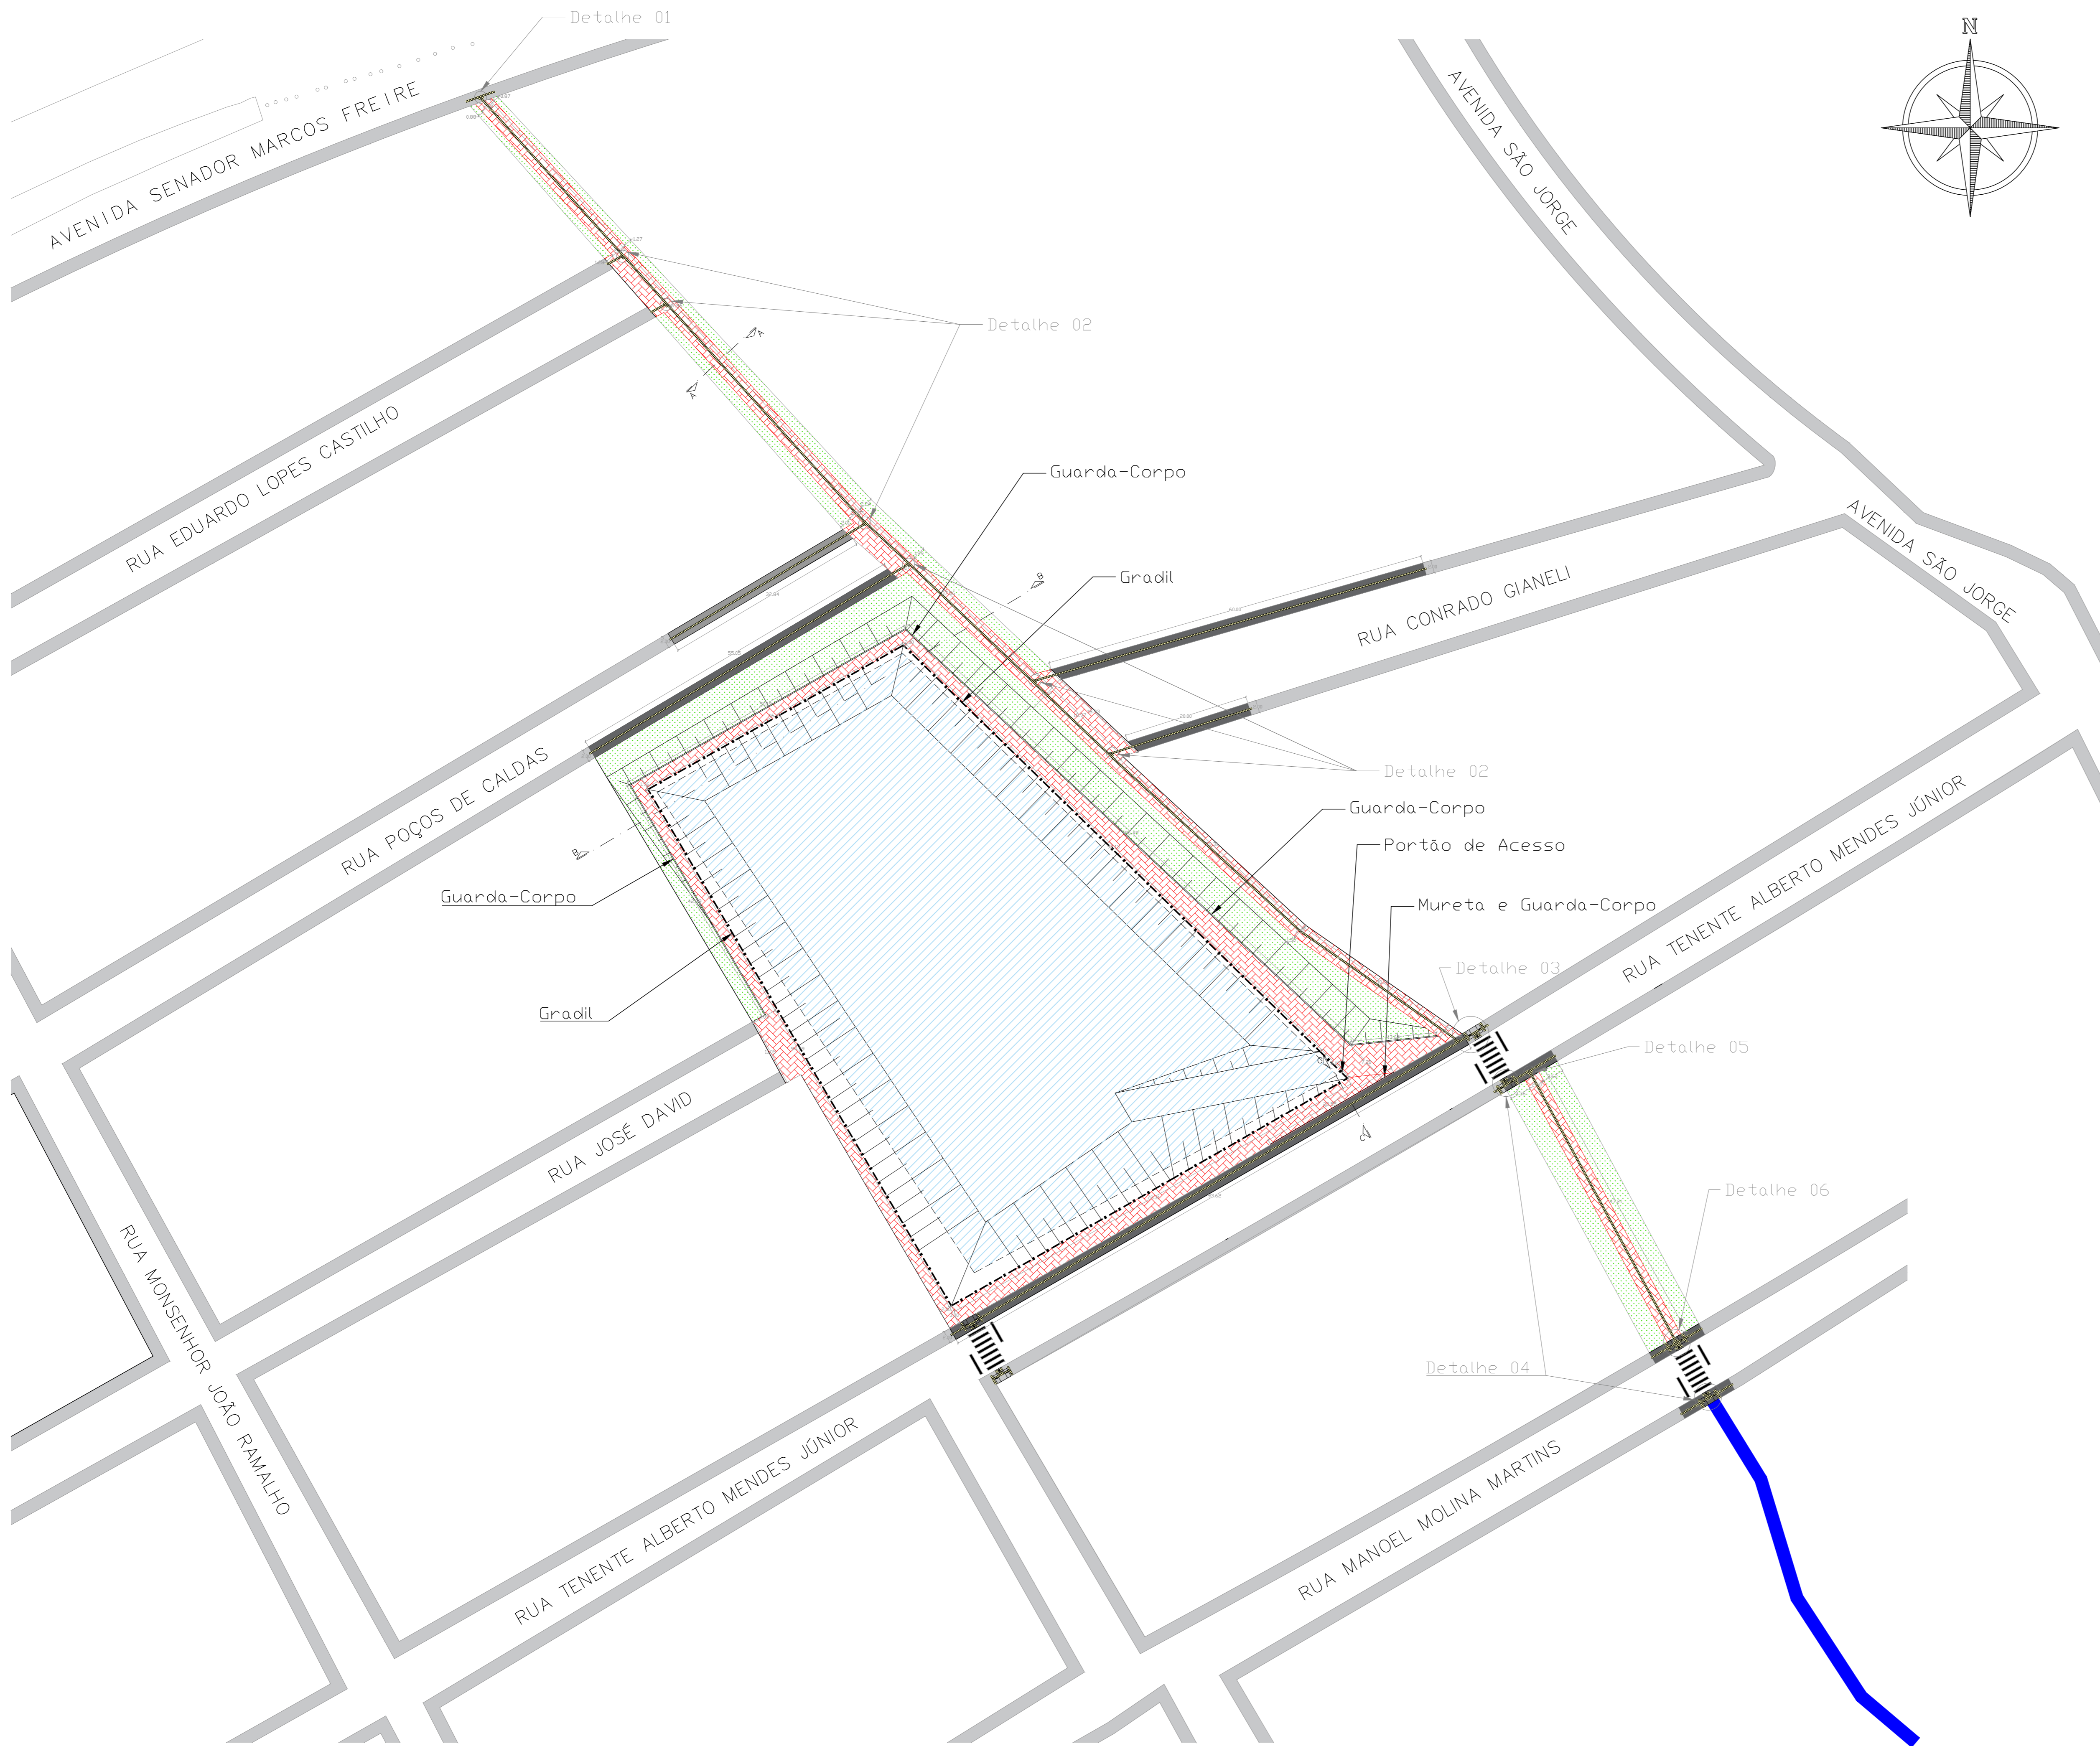 Detalhe 01
N
AVENIDA SENADOR MARCOS FREIRE
AVENIDA SÃO JORGE
Detalhe 02
A
A
RUA EDUARDO LOPES CASTILHO
Guarda-Corpo
Gradil
B
AVENIDA SÃO JORGE
RUA CONRADO GIANELI
RUA POÇOS DE CALDAS
Detalhe 02
Guarda-Corpo
Portão de Acesso
B
Guarda-Corpo
Mureta e Guarda-Corpo
RUA TENENTE ALBERTO MENDES JÚNIOR
Detalhe 03
Gradil
Detalhe 05
C
C
RUA JOSÉ DAVID
Detalhe 06
RUA MONSENHOR JOÃO RAMALHO
Detalhe 04
RUA TENENTE ALBERTO MENDES JÚNIOR
RUA MANOEL MOLINA MARTINS